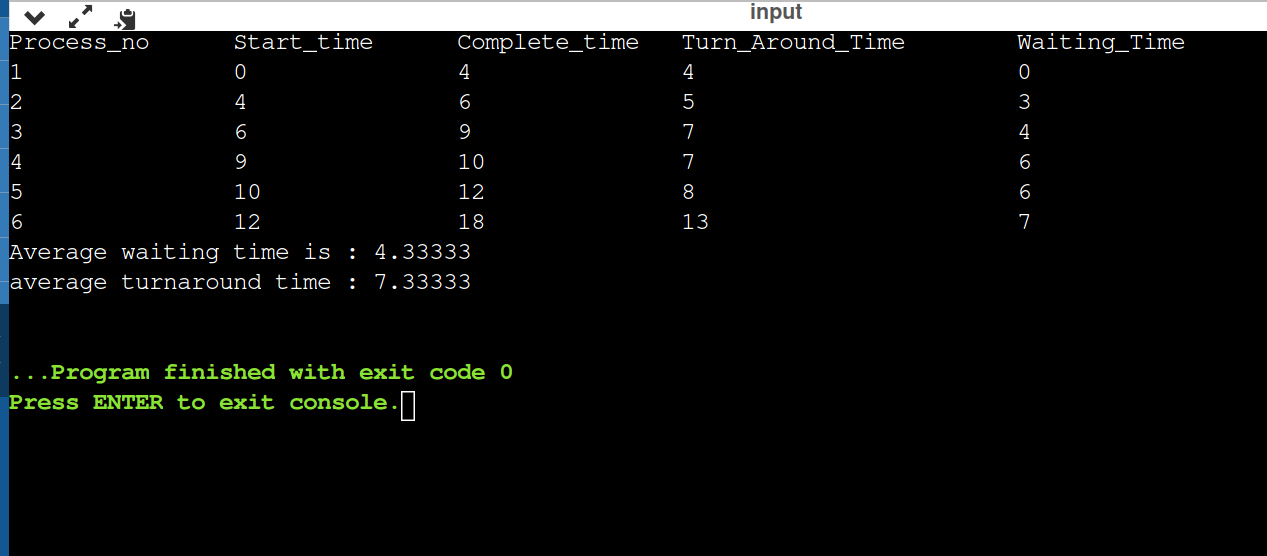 input
Process_no Start_time Complete_time Turn_Around_Time Waiting_Time
1 0 4 4 0
2 4 6 5 3
3 6 9 7 4
4 9 10 7 6
5 10 12 8 6
6 12 18 13 7
Average waiting time is : 4.33333
average turnaround time : 7.33333
...Program finished with exit code 0
Press ENTER to exit console.